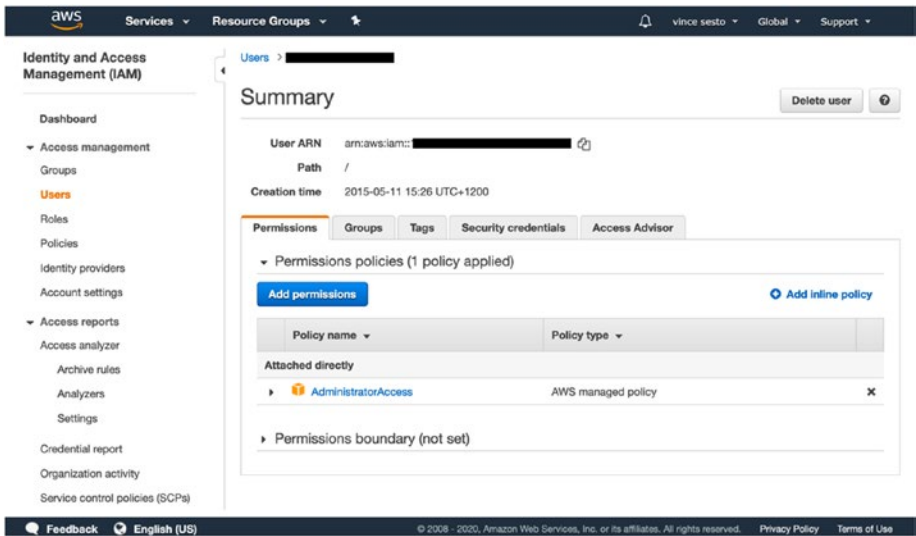 aws Services Resource Groups vince sesto Global Support
Identity and Access
Management (IAM)
Dashboard
Access management
Groups
Users
Roles
Policies
Identity providers
Account settings
Access reports
Access analyzer
Archive rules
Analyzers
Settings
Credential report
Organization activity
Service control policies (SCPs)
Users >
Summary
Delete user
User ARN arn:aws:iam::
Path /
Creation time 2015-05-11 15:26 UTC+1200
Permissions Groups Tags Security credentials Access Advisor
Permissions policies (1 policy applied)
Add permissions Add inline policy
Policy name Policy type
Attached directly
AdministratorAccess AWS managed policy
Permissions boundary (not set)
Feedback English (US) © 2008 - 2020, Amazon Web Services, Inc. or its affiliates. All rights reserved. Privacy Policy Terms of Use